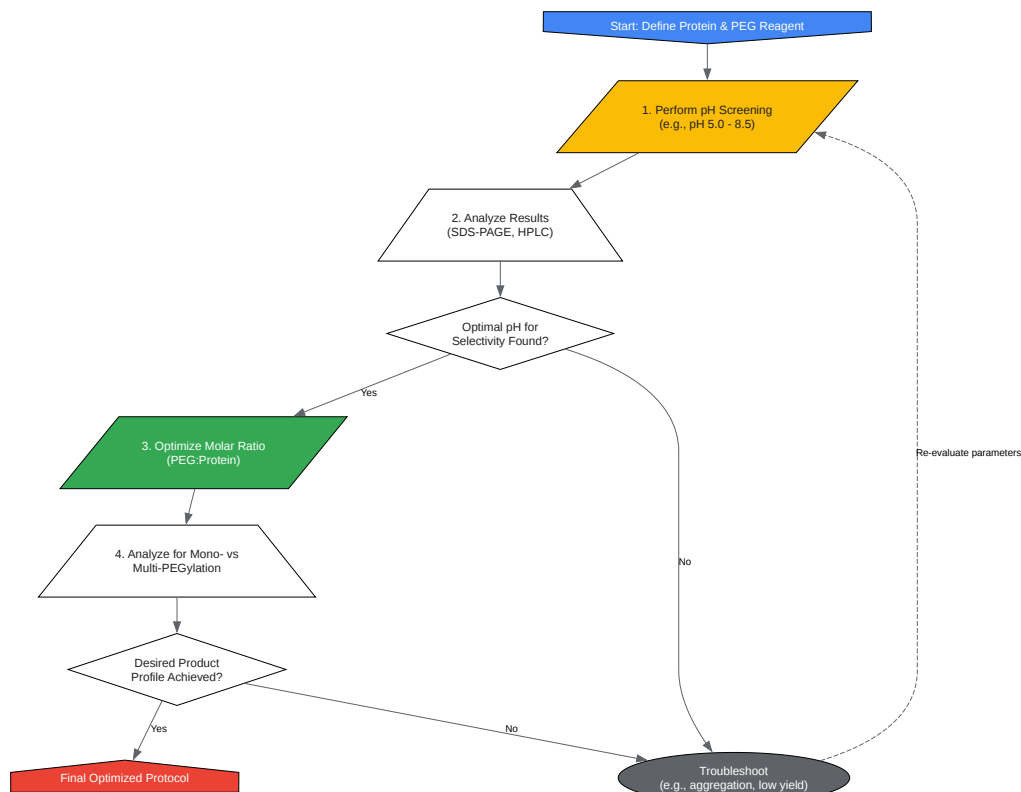 Start: Define Protein & PEG Reagent
1. Perform pH Screening
(e.g., pH 5.0 - 8.5)
2. Analyze Results
(SDS-PAGE, HPLC)
Optimal pH for
Selectivity Found?
Yes
3. Optimize Molar Ratio
(PEG:Protein)
Re-evaluate parameters
4. Analyze for Mono- vs
Multi-PEGylation
No
Desired Product
Profile Achieved?
Yes
No
Final Optimized Protocol
Troubleshoot
(e.g., aggregation, low yield)